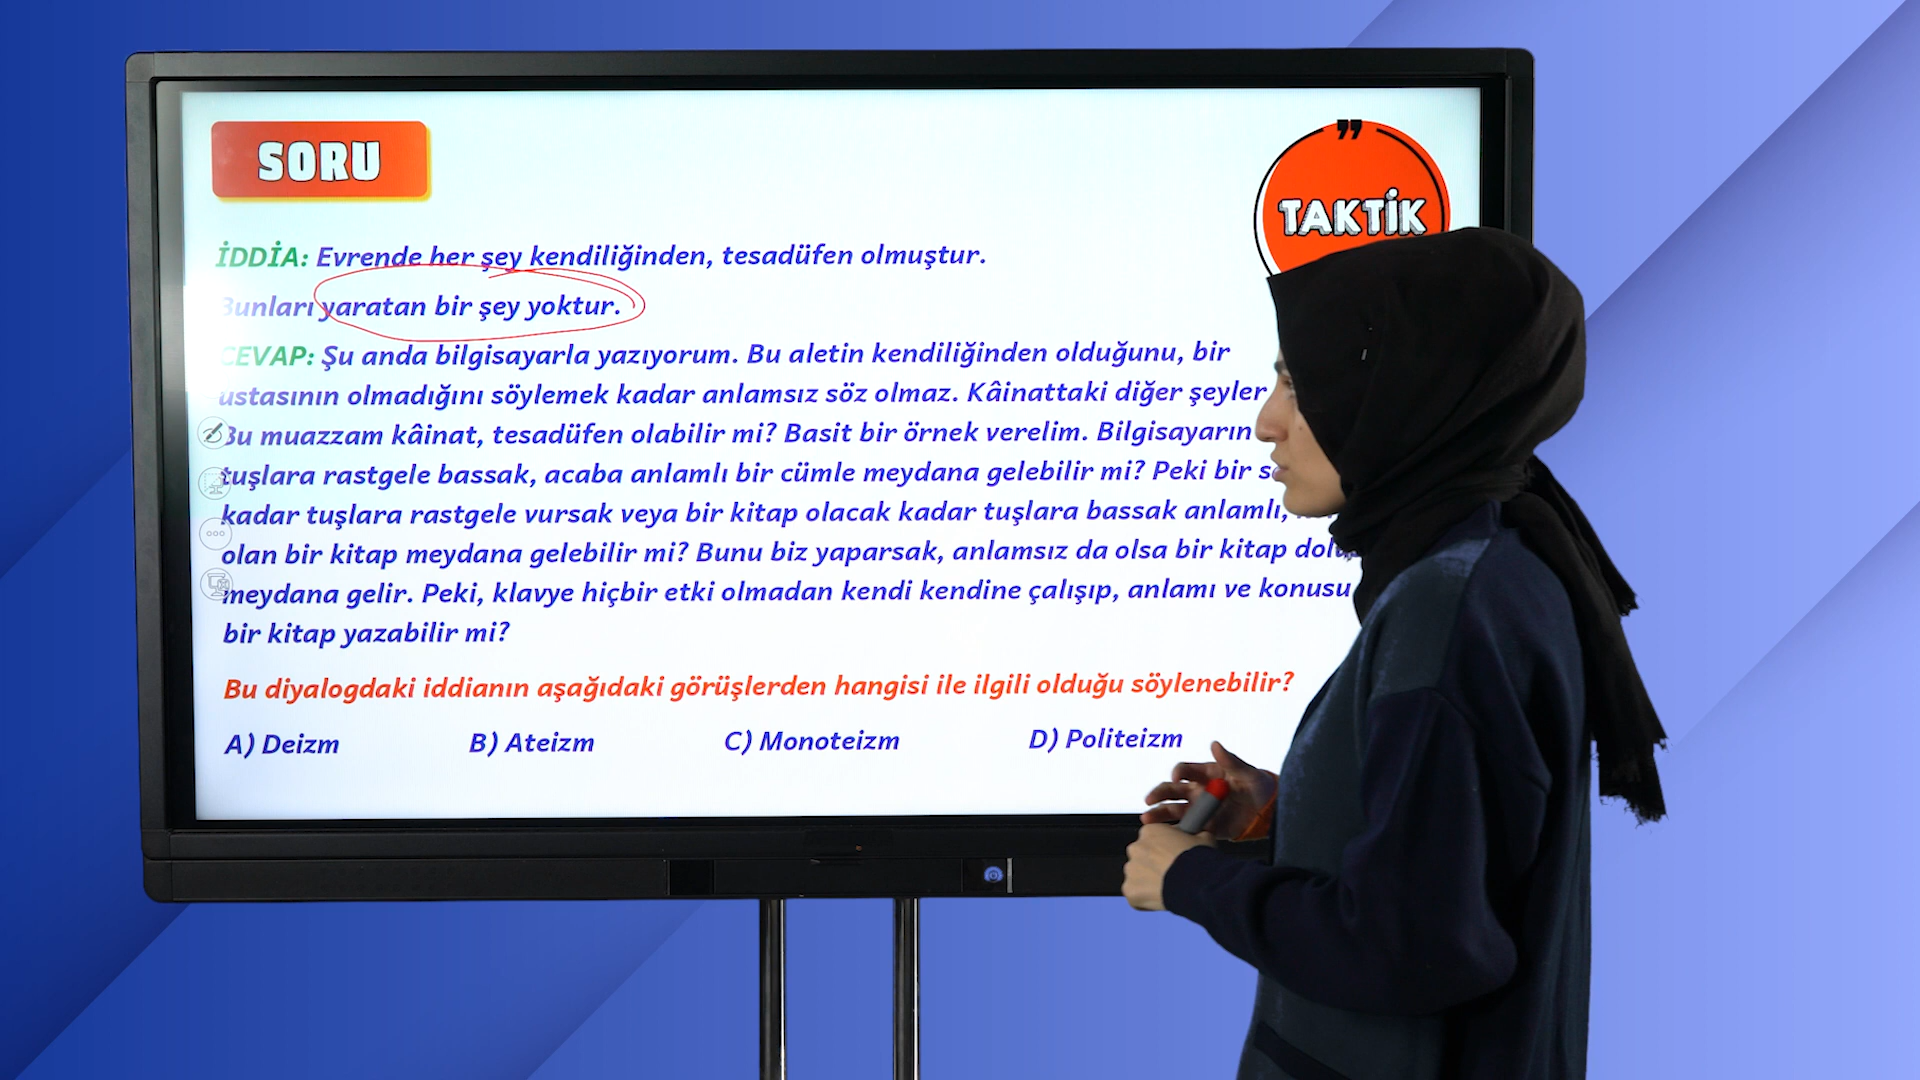 SORU
TAKTİK
İDDİA: Evrende her şey kendiliğinden, tesadüfen olmuştur.
Bunları yaratan bir şey yoktur.
CEVAP: Şu anda bilgisayarla yazıyorum. Bu aletin kendiliğinden olduğunu, bir
ustasının olmadığını söylemek kadar anlamsız söz olmaz. Kâinattaki diğer şeyler
Bu muazzam kâinat, tesadüfen olabilir mi? Basit bir örnek verelim. Bilgisayarın
tuşlara rastgele bassak, acaba anlamlı bir cümle meydana gelebilir mi? Peki bir
kadar tuşlara rastgele vursak veya bir kitap olacak kadar tuşlara bassak anlamlı,
olan bir kitap meydana gelebilir mi? Bunu biz yaparsak, anlamsız da olsa bir kitap
meydana gelir. Peki, klavye hiçbir etki olmadan kendi kendine çalışıp, anlamı ve konusu
bir kitap yazabilir mi?
Bu diyalogdaki iddianın aşağıdaki görüşlerden hangisi ile ilgili olduğu söylenebilir?
A) Deizm B) Ateizm C) Monoteizm D) Politeizm